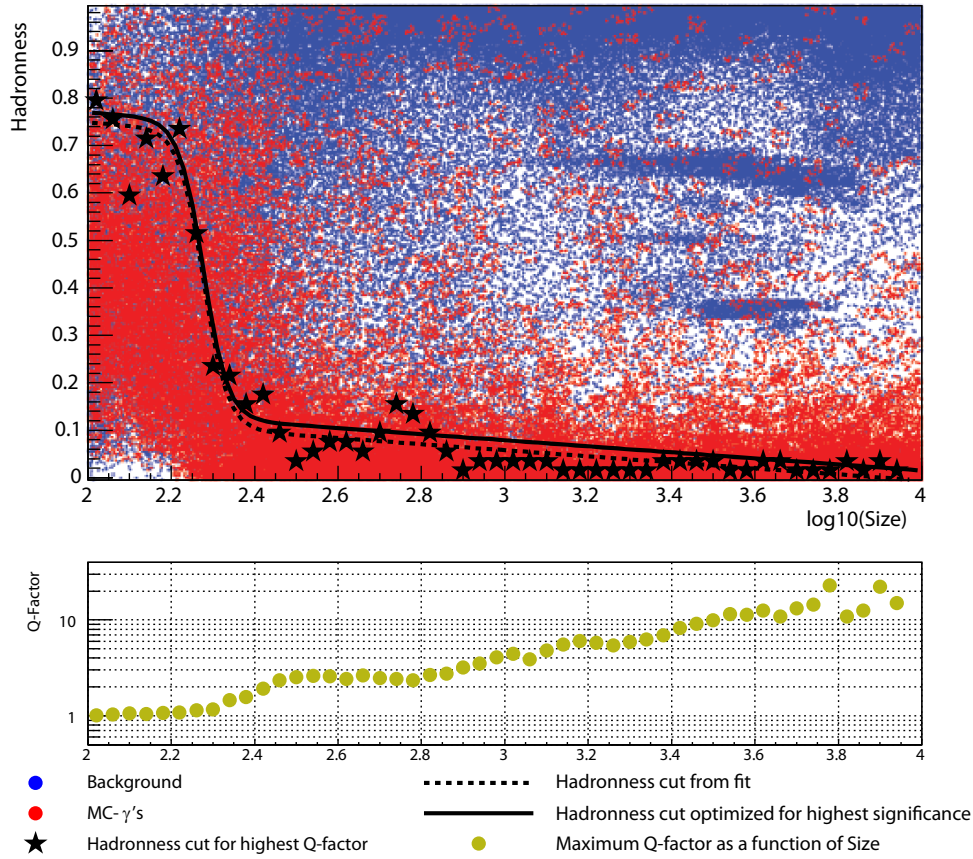 Hadronness
0.9
0.8
0.7
0.6
0.5
0.4
0.3
0.2
0.1
0
2 2.2 2.4 2.6 2.8 3 3.2 3.4 3.6 3.8 4
log10(Size)
Q-Factor
10
1
2 2.2 2.4 2.6 2.8 3 3.2 3.4 3.6 3.8 4
Background
Hadronness cut from fit
MC- γ's
Hadronness cut optimized for highest significance
Hadronness cut for highest Q-factor
Maximum Q-factor as a function of Size